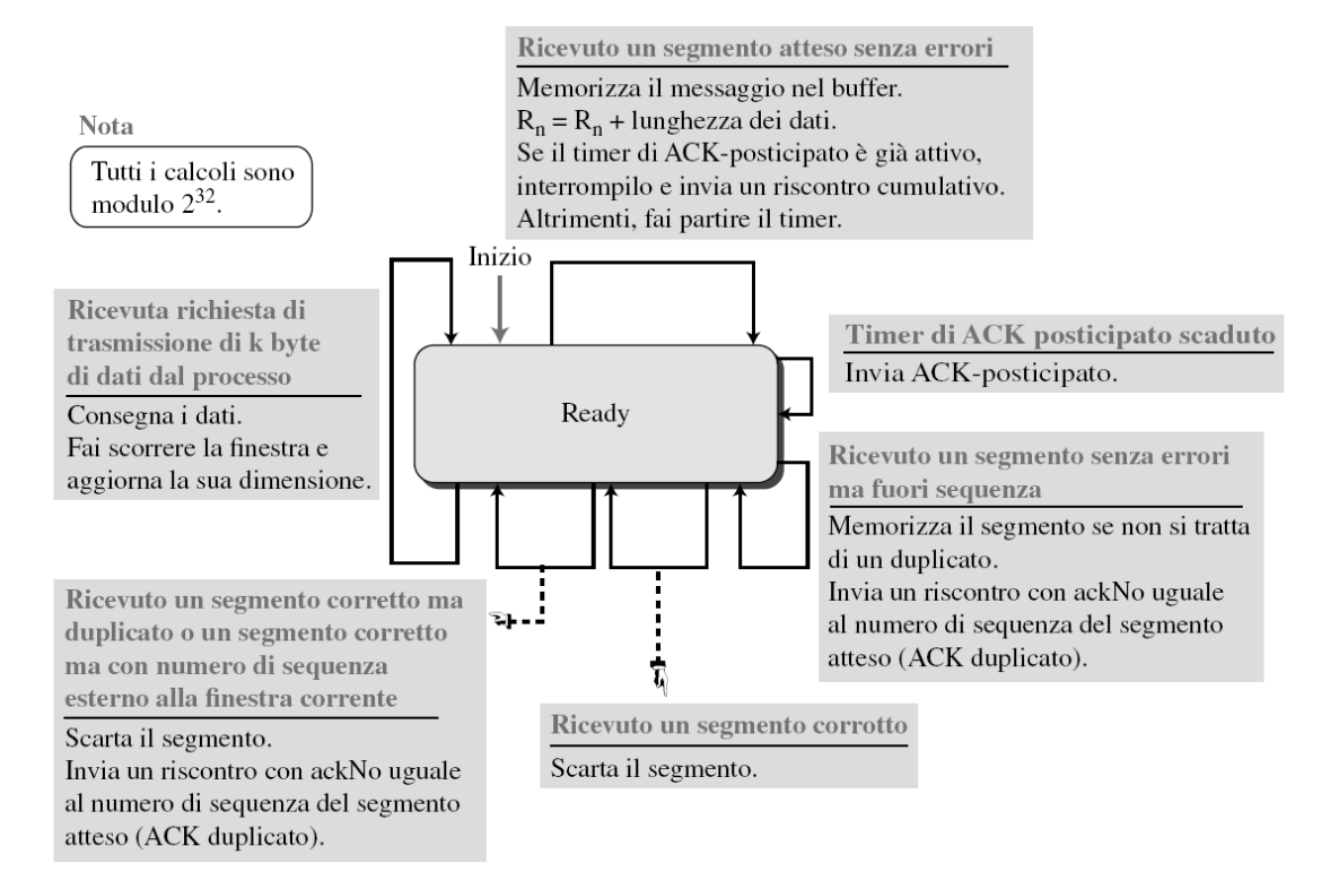 Ricevuto un segmento atteso senza errori
Memorizza il messaggio nel buffer.
Rn = Rn + lunghezza dei dati.
Se il timer di ACK-posticipato è già attivo,
interrompilo e invia un riscontro cumulativo.
Altrimenti, fai partire il timer.
Nota
Tutti i calcoli sono
modulo 2^32.
Inizio
Ricevuta richiesta di
trasmissione di k byte
di dati dal processo
Consegna i dati.
Fai scorrere la finestra e
aggiorna la sua dimensione.
Ready
Timer di ACK posticipato scaduto
Invia ACK-posticipato.
Ricevuto un segmento senza errori
ma fuori sequenza
Memorizza il segmento se non si tratta
di un duplicato.
Invia un riscontro con ackNo uguale
al numero di sequenza del segmento
atteso (ACK duplicato).
Ricevuto un segmento corretto ma
duplicato o un segmento corretto
ma con numero di sequenza
esterno alla finestra corrente
Scarta il segmento.
Invia un riscontro con ackNo uguale
al numero di sequenza del segmento
atteso (ACK duplicato).
Ricevuto un segmento corrotto
Scarta il segmento.